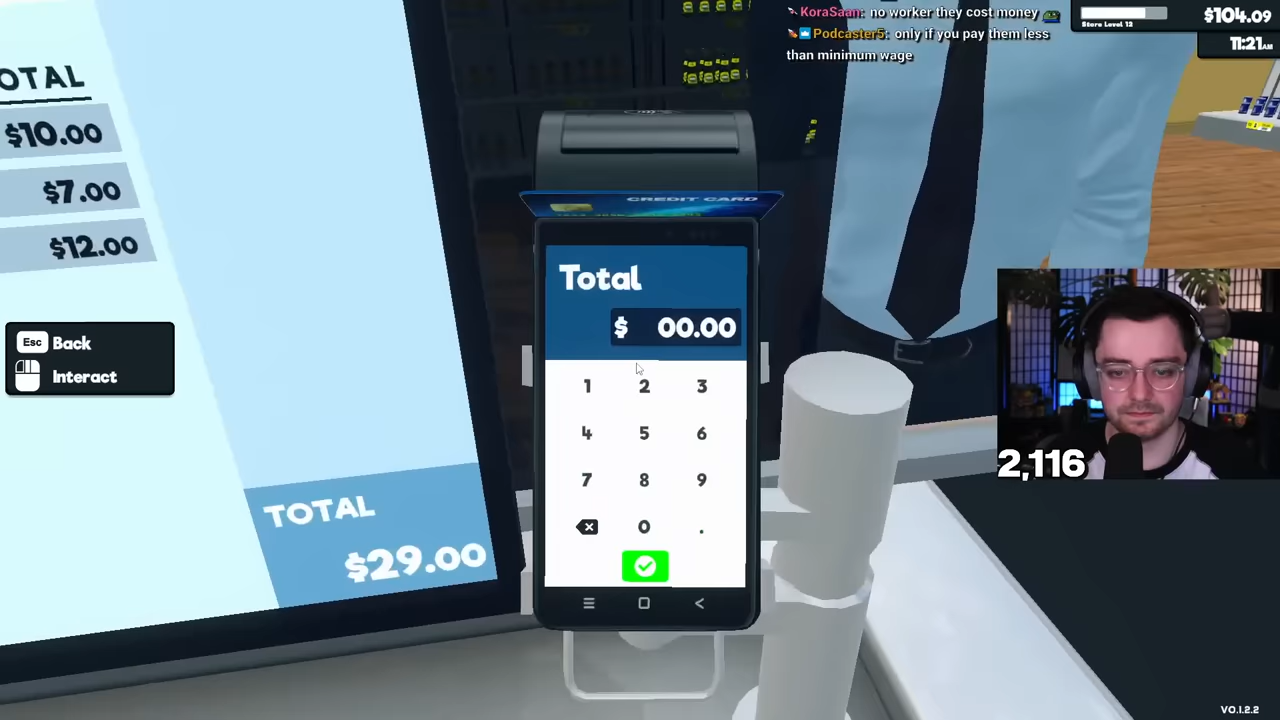 KoraSaan: no worker they cost money
Podcaster5: only if you pay them less
than minimum wage
$104.09
Store Level 12
11:21AM
OTAL
$10.00
$7.00
$12.00
CREDIT CARD
Total
$ 00.00
Esc Back
Interact
1 2 3
4 5 6
7 8 9
0 .
TOTAL
$29.00
2,116
V0.1.2.2